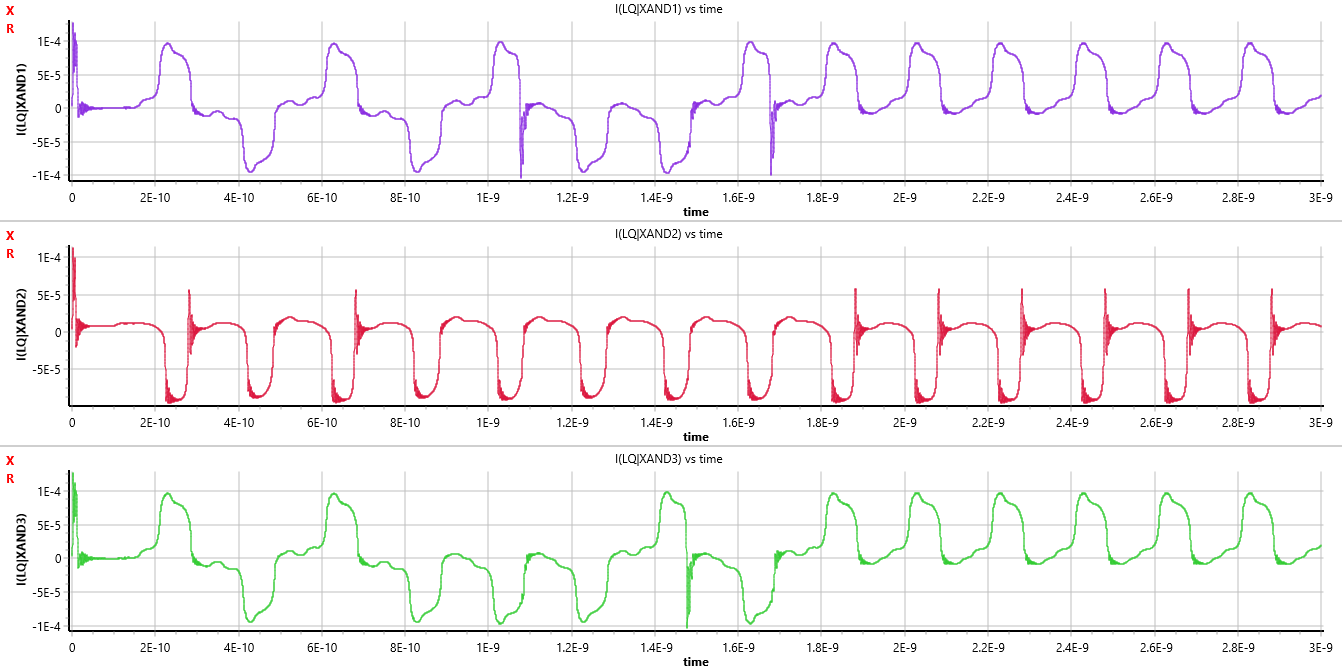 X
R
I(LQ|XAND1) vs time
I(LQ|XAND1)
1E-4
5E-5
0
-5E-5
-1E-4
0 2E-10 4E-10 6E-10 8E-10 1E-9 1.2E-9 1.4E-9 1.6E-9 1.8E-9 2E-9 2.2E-9 2.4E-9 2.6E-9 2.8E-9 3E-9
time
X
R
I(LQ|XAND2) vs time
I(LQ|XAND2)
1E-4
5E-5
0
-5E-5
0 2E-10 4E-10 6E-10 8E-10 1E-9 1.2E-9 1.4E-9 1.6E-9 1.8E-9 2E-9 2.2E-9 2.4E-9 2.6E-9 2.8E-9 3E-9
time
X
R
I(LQ|XAND3) vs time
I(LQ|XAND3)
1E-4
5E-5
0
-5E-5
-1E-4
0 2E-10 4E-10 6E-10 8E-10 1E-9 1.2E-9 1.4E-9 1.6E-9 1.8E-9 2E-9 2.2E-9 2.4E-9 2.6E-9 2.8E-9 3E-9
time